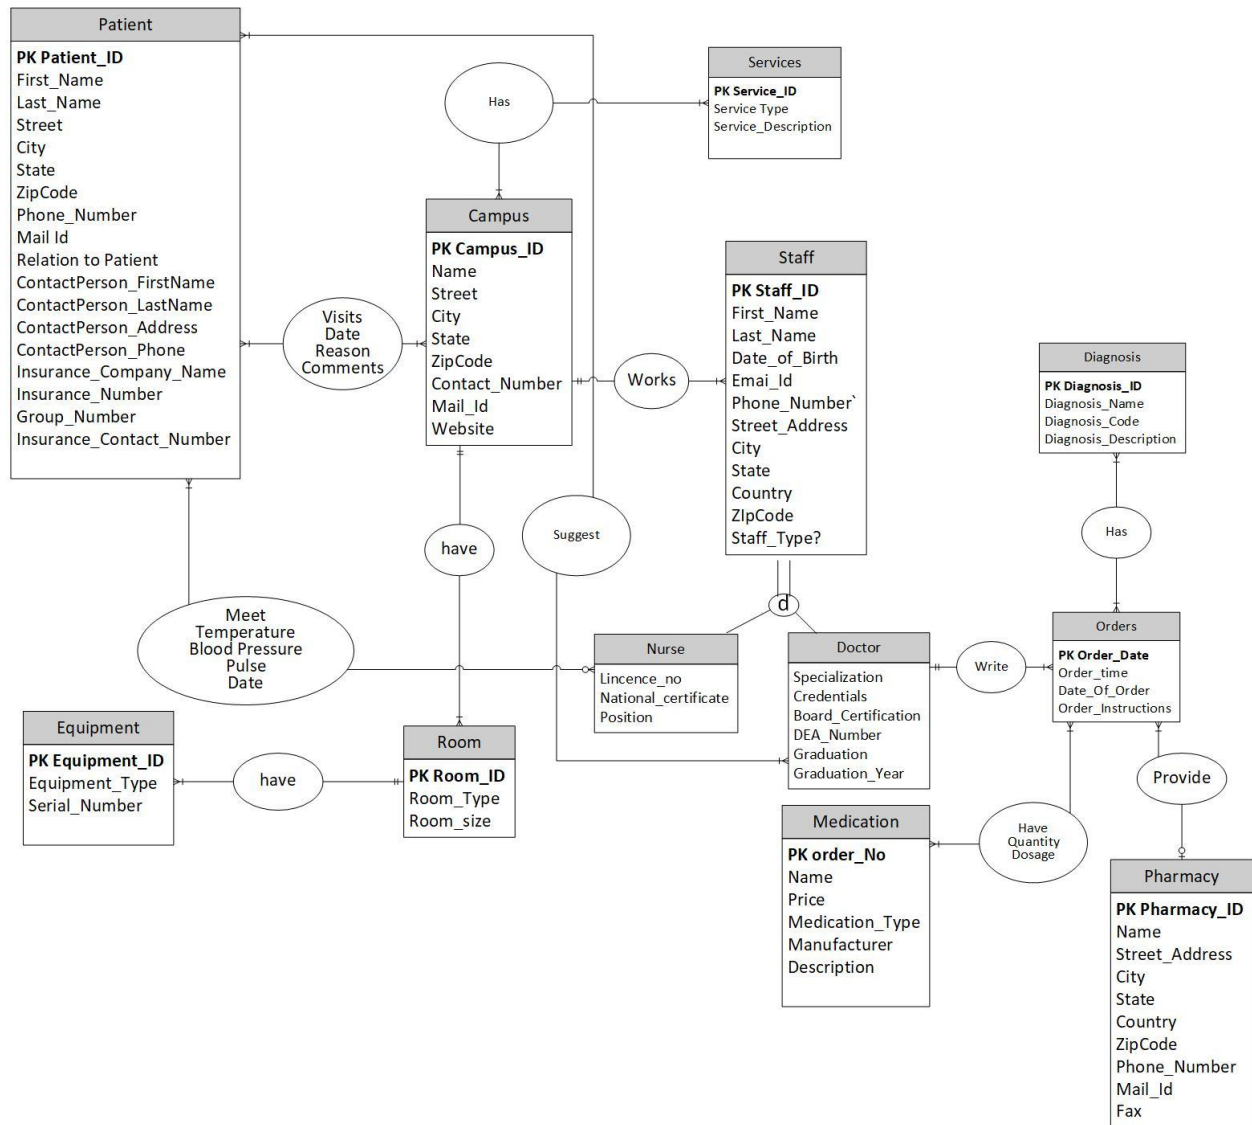 Patient
PK Patient_ID
First_Name
Last_Name
Street
City
State
ZipCode
Phone_Number
Mail Id
Relation to Patient
ContactPerson_FirstName
ContactPerson_LastName
ContactPerson_Address
ContactPerson_Phone
Insurance_Company_Name
Insurance_Number
Group_Number
Insurance_Contact_Number
Has
Services
PK Service_ID
Service Type
Service_Description
Campus
PK Campus_ID
Name
Street
City
State
ZipCode
Contact_Number
Mail_Id
Website
Visits
Date
Reason
Comments
Works
Staff
PK Staff_ID
First_Name
Last_Name
Date_of_Birth
Emai_Id
Phone_Number`
Street_Address
City
State
Country
ZIpCode
Staff_Type?
Diagnosis
PK Diagnosis_ID
Diagnosis_Name
Diagnosis_Code
Diagnosis_Description
Has
Suggest
have
d
Meet
Temperature
Blood Pressure
Pulse
Date
Nurse
Lincence_no
National_certificate
Position
Doctor
Specialization
Credentials
Board_Certification
DEA_Number
Graduation
Graduation_Year
Write
Orders
PK Order_Date
Order_time
Date_Of_Order
Order_Instructions
Equipment
PK Equipment_ID
Equipment_Type
Serial_Number
have
Room
PK Room_ID
Room_Type
Room_size
Provide
Medication
PK order_No
Name
Price
Medication_Type
Manufacturer
Description
Have
Quantity
Dosage
Pharmacy
PK Pharmacy_ID
Name
Street_Address
City
State
Country
ZipCode
Phone_Number
Mail_Id
Fax